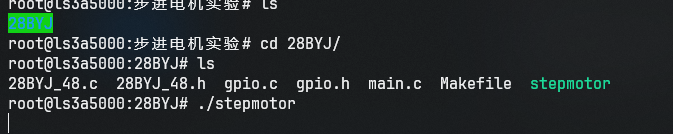 root@ls3a5000:步进电机实验# ls
28BYJ
root@ls3a5000:步进电机实验# cd 28BYJ/
root@ls3a5000:28BYJ# ls
28BYJ_48.c  28BYJ_48.h  gpio.c  gpio.h  main.c  Makefile  stepmotor
root@ls3a5000:28BYJ# ./stepmotor